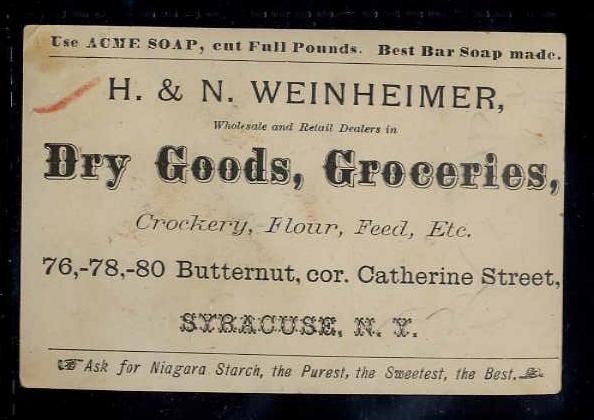 Use ACME SOAP, cut Full Pounds. Best Bar Soap made.
H. & N. WEINHEIMER,
Wholesale and Retail Dealers in
Dry Goods, Groceries,
Crockery, Flour, Feed, Etc.
76,-78,-80 Butternut, cor. Catherine Street,
SYRACUSE, N. Y.
☞ Ask for Niagara Starch, the Purest, the Sweetest, the Best.